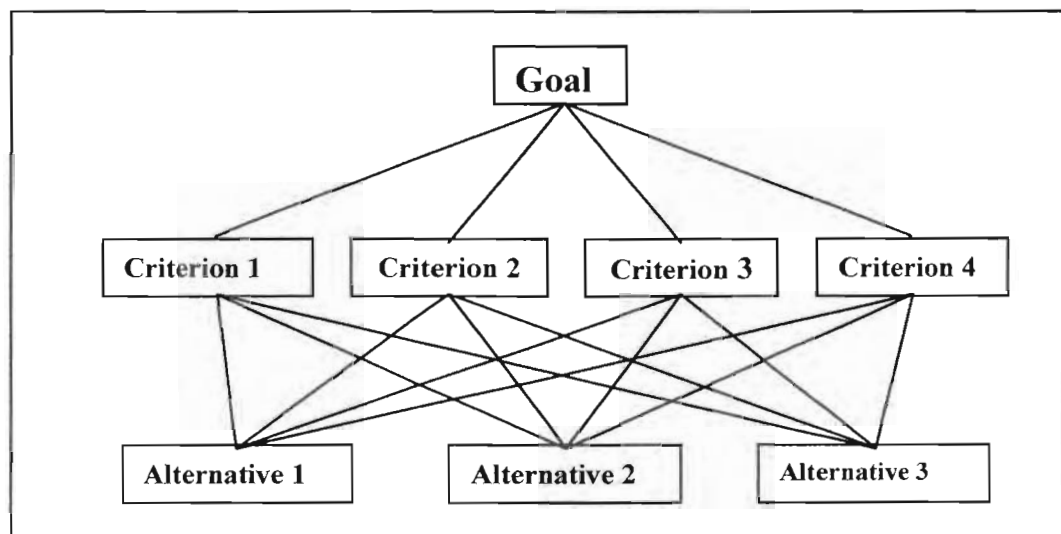 Goal
Criterion 1
Criterion 2
Criterion 3
Criterion 4
Alternative 1
Alternative 2
Alternative 3